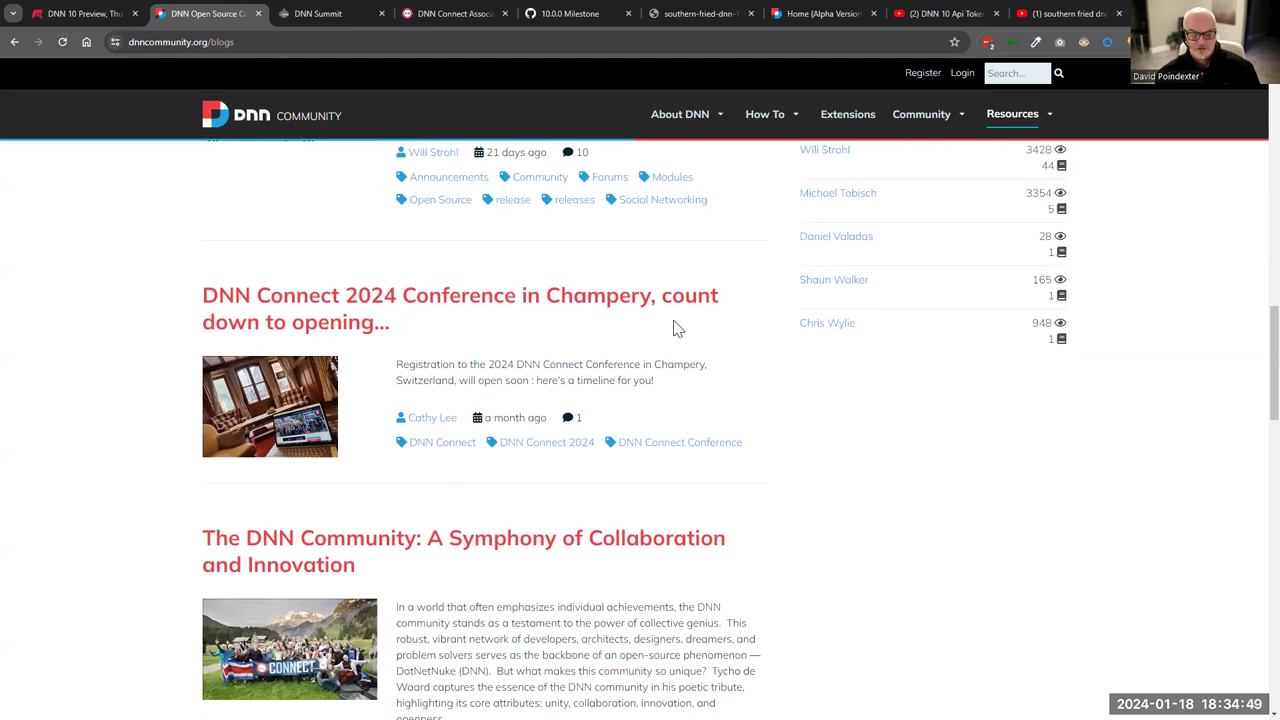 DNN 10 Preview, Thu
DNN Open Source C
DNN Summit
DNN Connect Assoc
10.0.0 Milestone
southern-fried-dnn-
Home (Alpha Version
(2) DNN 10 Api Toke
(1) southern fried dn
dnncommunity.org/blogs
2
David Poindexter
Register
Login
Search...
DNN COMMUNITY
About DNN
How To
Extensions
Community
Resources
Will Strohl
21 days ago
10
Announcements
Community
Forums
Modules
Open Source
release
releases
Social Networking
DNN Connect 2024 Conference in Champery, count
down to opening...
Registration to the 2024 DNN Connect Conference in Champery,
Switzerland, will open soon : here's a timeline for you!
Cathy Lee
a month ago
1
DNN Connect
DNN Connect 2024
DNN Connect Conference
The DNN Community: A Symphony of Collaboration
and Innovation
CONNECT
In a world that often emphasizes individual achievements, the DNN
community stands as a testament to the power of collective genius. This
robust, vibrant network of developers, architects, designers, dreamers, and
problem solvers serves as the backbone of an open-source phenomenon —
DotNetNuke (DNN). But what makes this community so unique? Tycho de
Waard captures the essence of the DNN community in his poetic tribute,
highlighting its core attributes: unity, collaboration, innovation, and
openness.
Will Strohl
3428
44
Michael Tobisch
3354
5
Daniel Valadas
28
1
Shaun Walker
165
1
Chris Wylie
948
1
2024-01-18 18:34:49